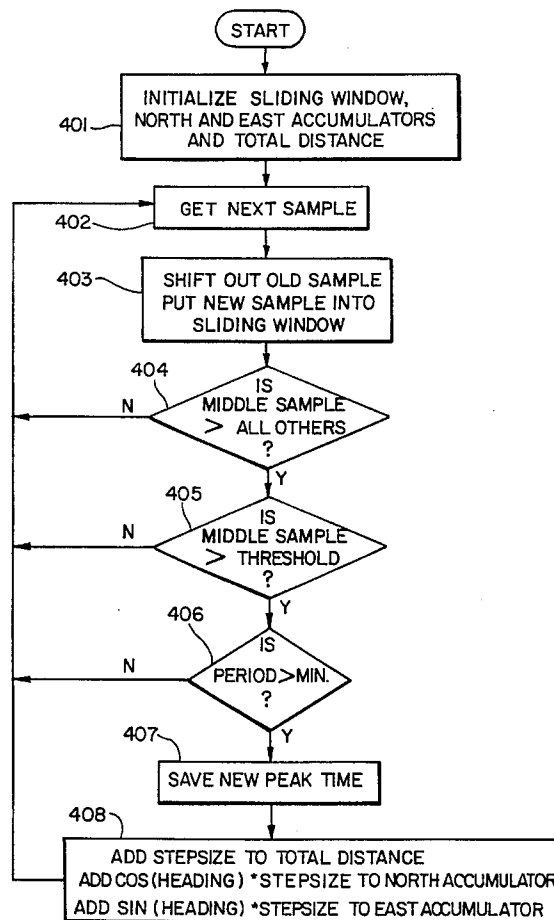 START
INITIALIZE SLIDING WINDOW,
NORTH AND EAST ACCUMULATORS
AND TOTAL DISTANCE
401
GET NEXT SAMPLE
402
SHIFT OUT OLD SAMPLE
PUT NEW SAMPLE INTO
SLIDING WINDOW
403
404
IS
MIDDLE SAMPLE
> ALL OTHERS
?
N
Y
405
IS
MIDDLE SAMPLE
> THRESHOLD
?
N
Y
406
IS
PERIOD>MIN.
?
N
Y
407
SAVE NEW PEAK TIME
408
ADD STEPSIZE TO TOTAL DISTANCE
ADD COS (HEADING) *STEPSIZE TO NORTH ACCUMULATOR
ADD SIN (HEADING) *STEPSIZE TO EAST ACCUMULATOR